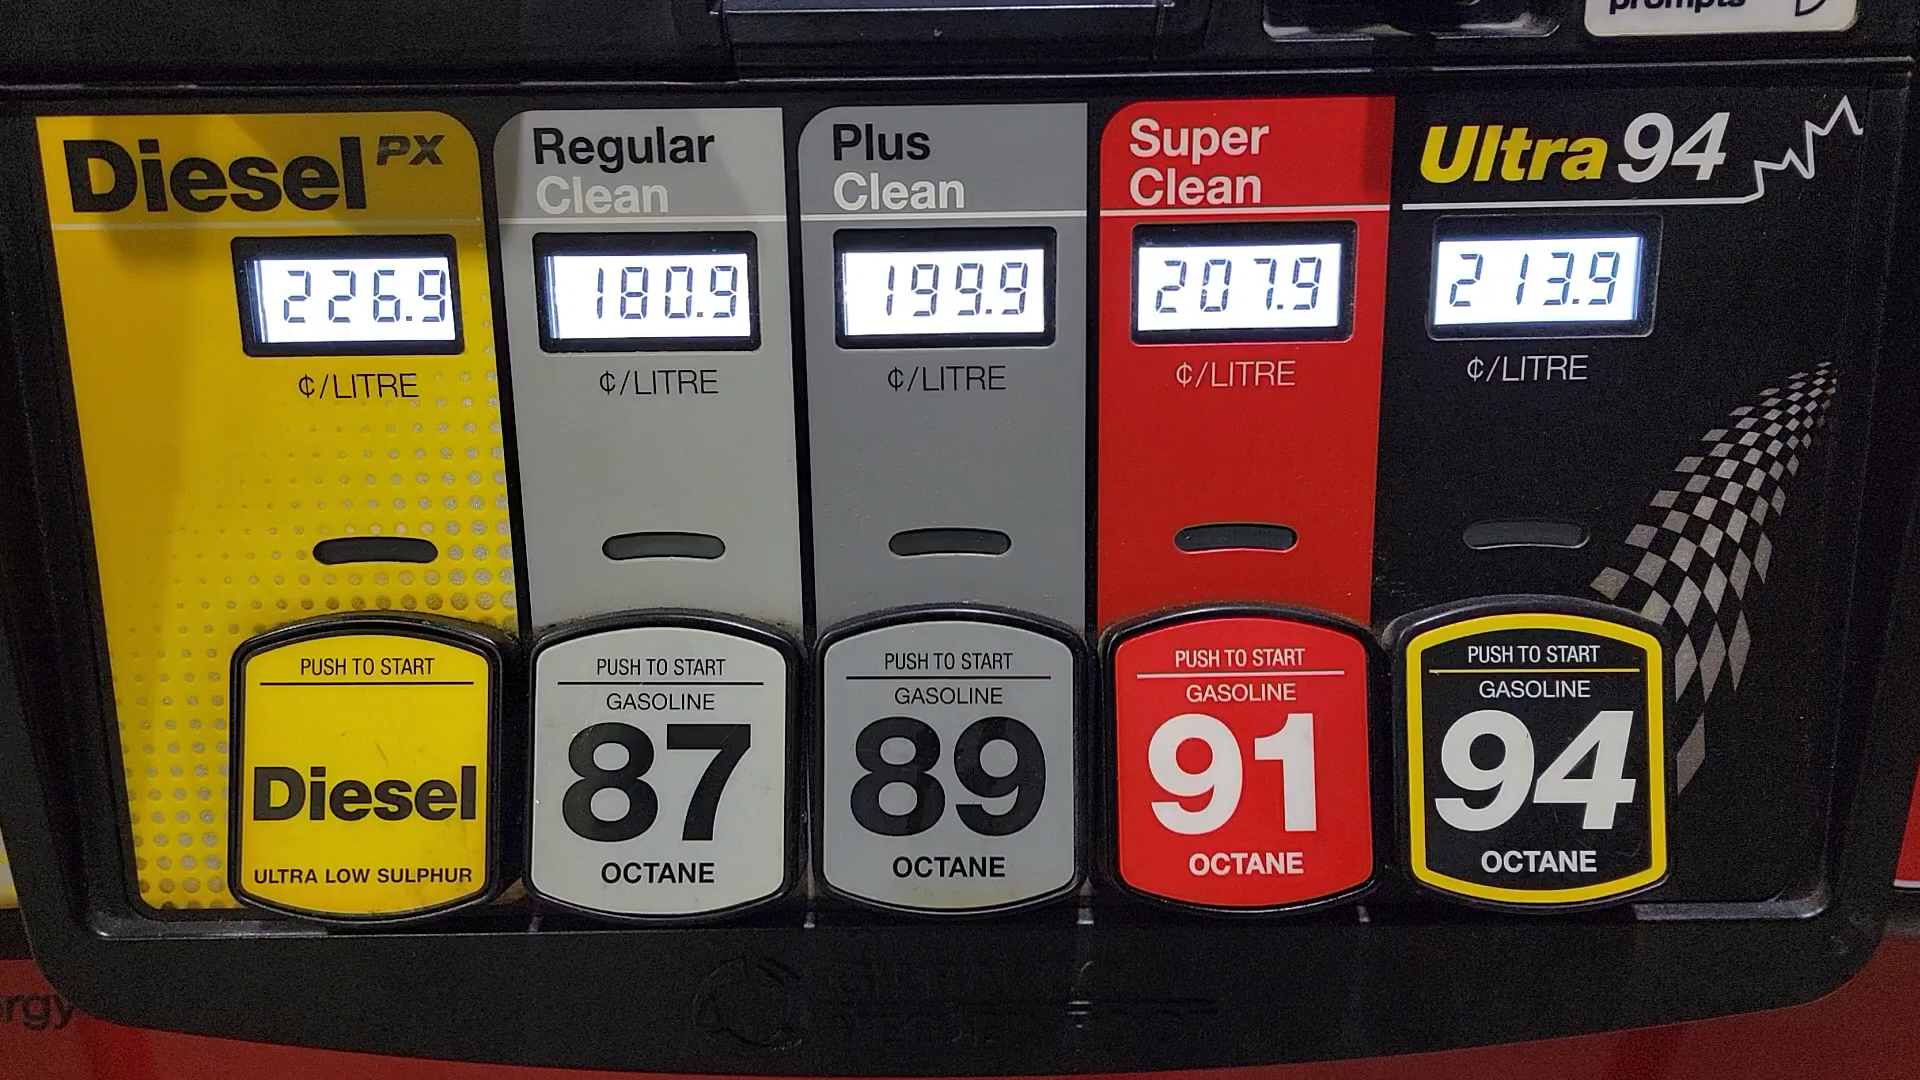 prompts
Diesel PX
226.9
¢/LITRE
PUSH TO START
Diesel
ULTRA LOW SULPHUR
Regular
Clean
180.9
¢/LITRE
PUSH TO START
GASOLINE
87
OCTANE
Plus
Clean
199.9
¢/LITRE
PUSH TO START
GASOLINE
89
OCTANE
Super
Clean
207.9
¢/LITRE
PUSH TO START
GASOLINE
91
OCTANE
Ultra 94
213.9
¢/LITRE
PUSH TO START
GASOLINE
94
OCTANE